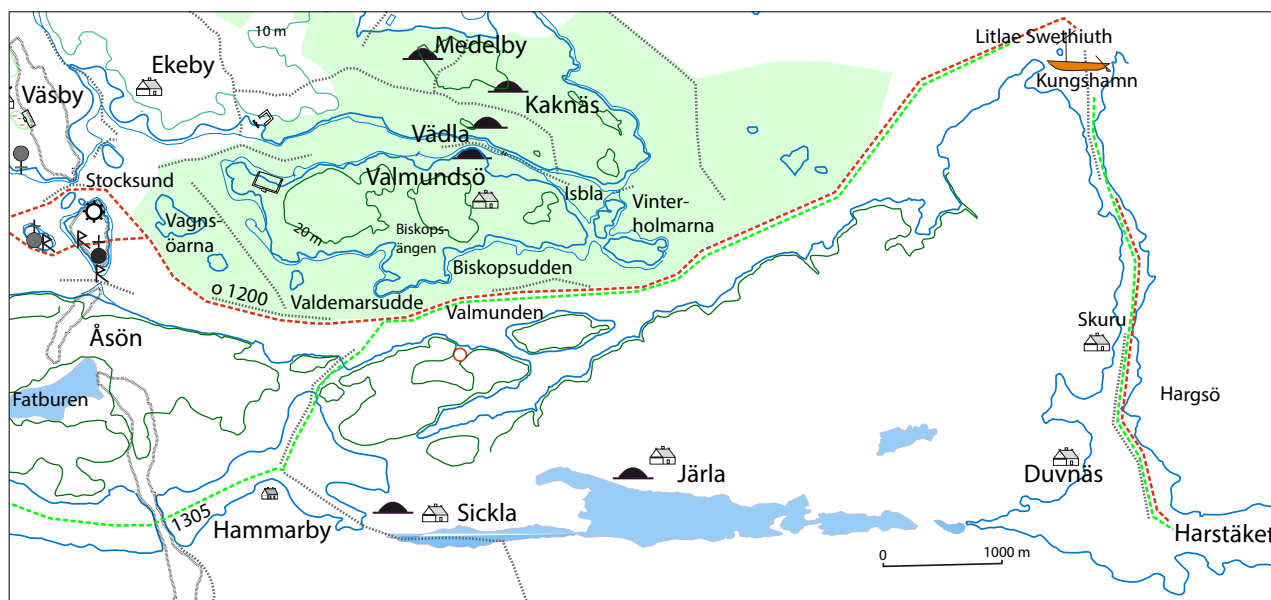 10 m
Litlae Swethiuth
Medelby
Ekeby
Kungshamn
Väsby
Kaknäs
Vädla
Stocksund
Valmundsö
Isbla
Vinter-
holmarna
Vagns-
öarna
20 m
Biskops
ängen
Biskopsudden
o 1200
Valdemarsudde
Valmunden
Åsön
Skuru
Fatburen
Hargsö
Järla
Duvnäs
1305
Hammarby
Sickla
Harstäket
0
1000 m